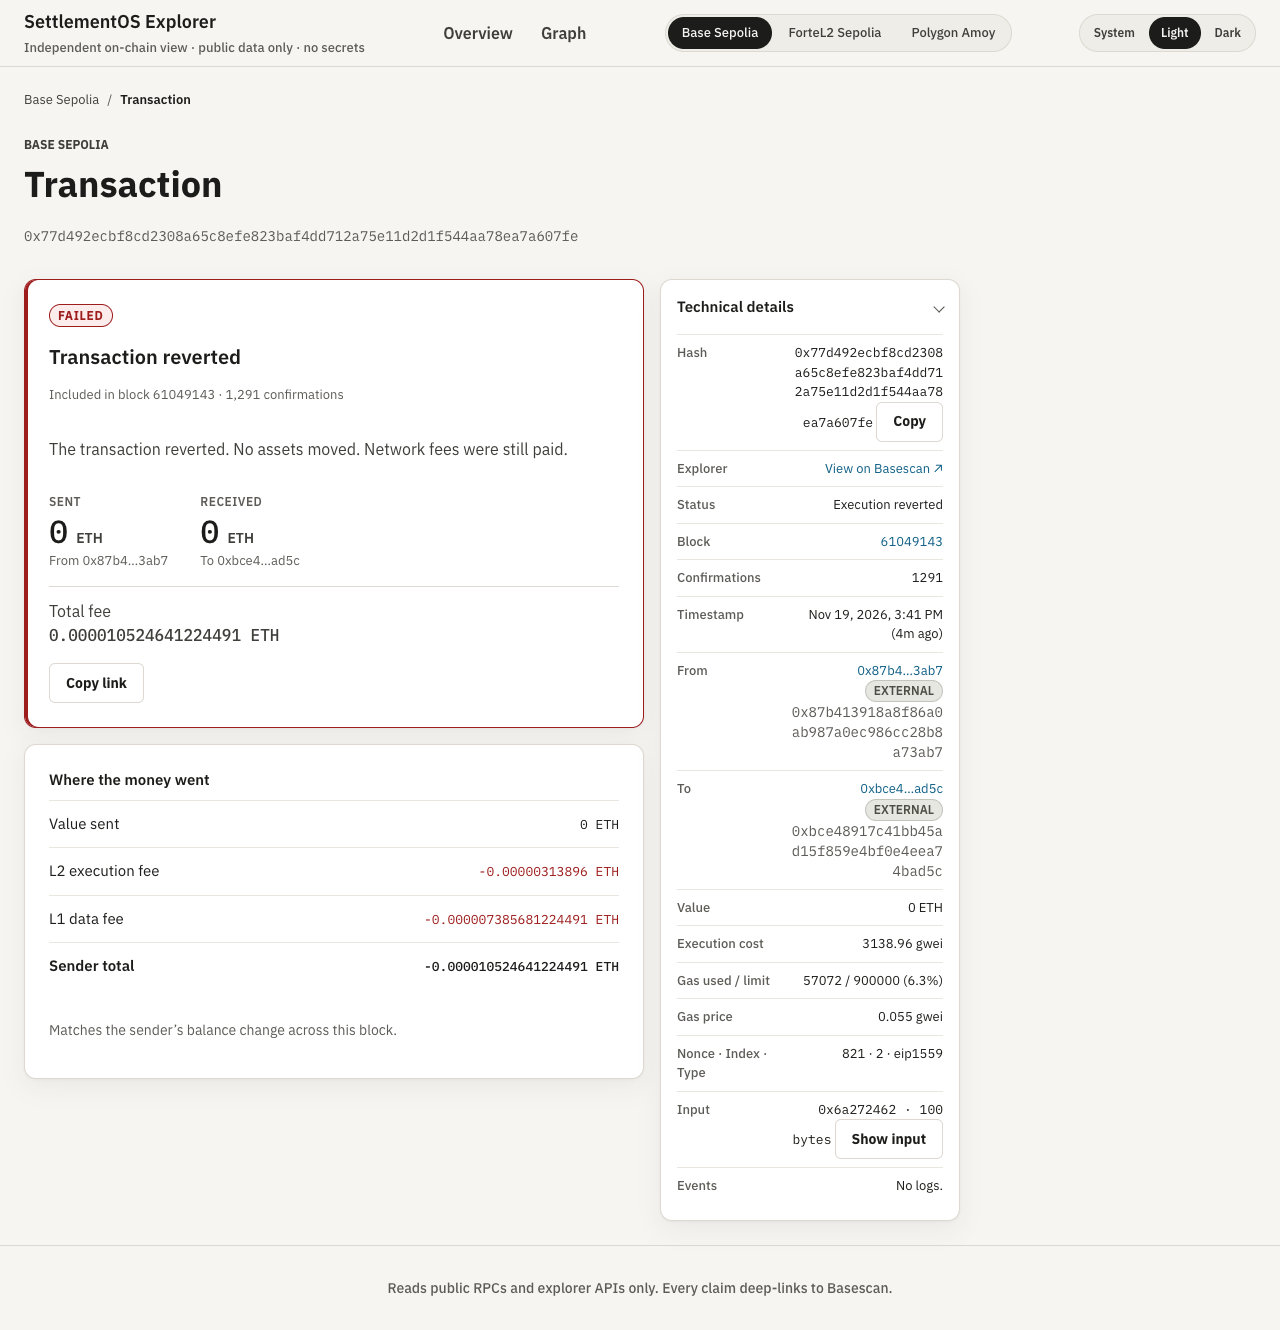 SettlementOS Explorer
Independent on-chain view · public data only · no secrets
Overview
Graph
Base Sepolia
ForteL2 Sepolia
Polygon Amoy
System
Light
Dark
Base Sepolia / Transaction
BASE SEPOLIA
Transaction
0x77d492ecbf8cd2308a65c8efe823baf4dd712a75e11d2d1f544aa78ea7a607fe
FAILED
Transaction reverted
Included in block 61049143 · 1,291 confirmations
The transaction reverted. No assets moved. Network fees were still paid.
SENT
0 ETH
From 0x87b4…3ab7
RECEIVED
0 ETH
To 0xbce4…ad5c
Total fee
0.000010524641224491 ETH
Copy link
Where the money went
Value sent 0 ETH
L2 execution fee -0.00000313896 ETH
L1 data fee -0.000007385681224491 ETH
Sender total -0.000010524641224491 ETH
Matches the sender’s balance change across this block.
Technical details
Hash 0x77d492ecbf8cd2308
a65c8efe823baf4dd71
2a75e11d2d1f544aa78
ea7a607fe Copy
Explorer View on Basescan ↗
Status Execution reverted
Block 61049143
Confirmations 1291
Timestamp Nov 19, 2026, 3:41 PM
(4m ago)
From 0x87b4…3ab7
EXTERNAL
0x87b413918a8f86a0
ab987a0ec986cc28b8
a73ab7
To 0xbce4…ad5c
EXTERNAL
0xbce48917c41bb45a
d15f859e4bf0e4eea7
4bad5c
Value 0 ETH
Execution cost 3138.96 gwei
Gas used / limit 57072 / 900000 (6.3%)
Gas price 0.055 gwei
Nonce · Index · Type 821 · 2 · eip1559
Input 0x6a272462 · 100
bytes Show input
Events No logs.
Reads public RPCs and explorer APIs only. Every claim deep-links to Basescan.